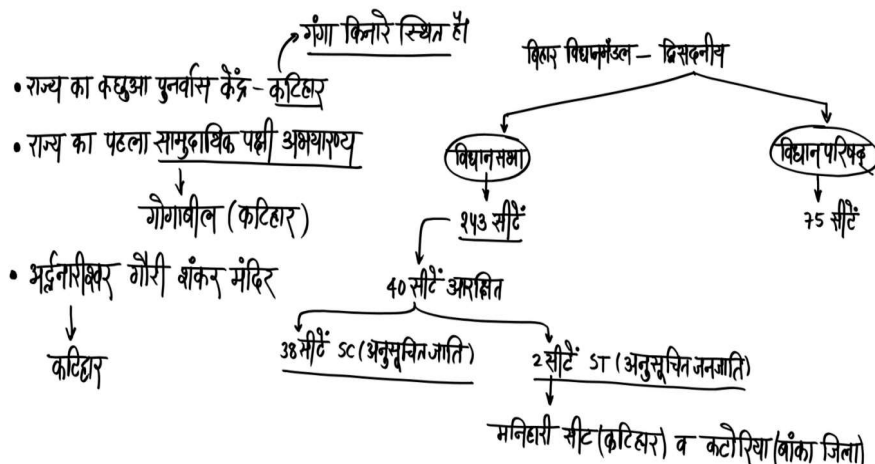 गंगा किनारे स्थित है।
• राज्य का कछुआ पुनर्वास केंद्र - कटिहार
• राज्य का पहला सामुदायिक पक्षी अभयारण्य
गोगाबील (कटिहार)
• अर्द्धनारीश्वर गौरी शंकर मंदिर
कटिहार
बिहार विधानमंडल - द्विसदनीय
विधान सभा
विधान परिषद्
243 सीटें
75 सीटें
40 सीटें आरक्षित
38 सीटें SC (अनुसूचित जाति)
2 सीटें ST (अनुसूचित जनजाति)
मनिहारी सीट (कटिहार) व कटोरिया (बांका जिला)